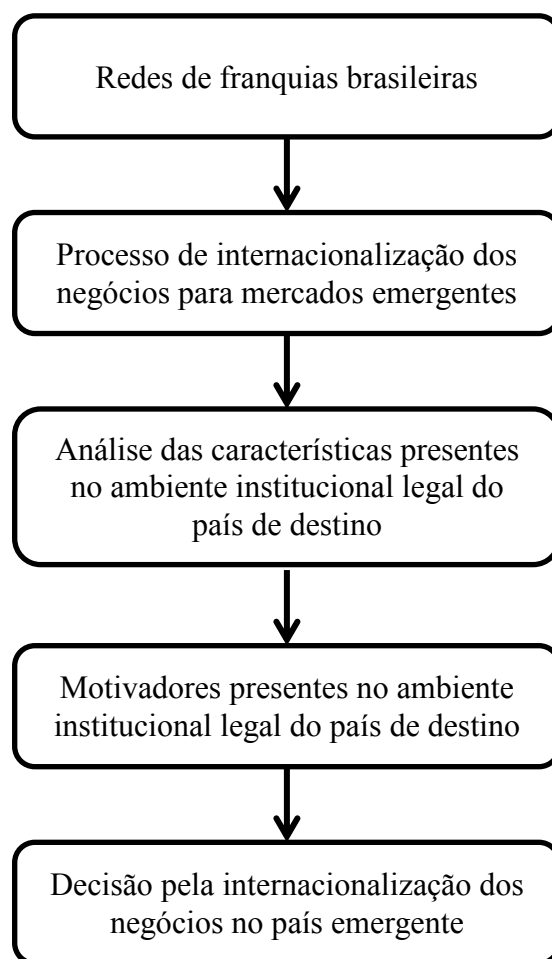 Redes de franquias brasileiras
Processo de internacionalização dos
negócios para mercados emergentes
Análise das características presentes
no ambiente institucional legal do
país de destino
Motivadores presentes no ambiente
institucional legal do país de destino
Decisão pela internacionalização dos
negócios no país emergente